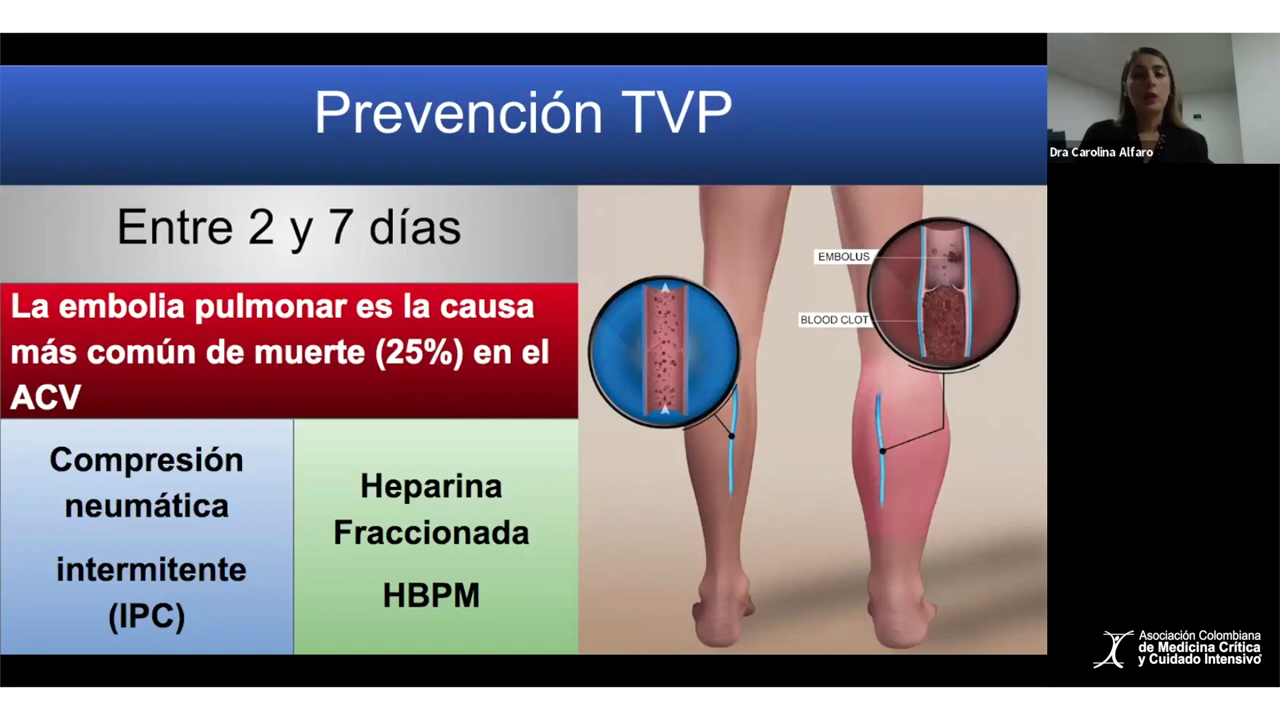 Prevención TVP
Dra Carolina Alfaro
Entre 2 y 7 días
La embolia pulmonar es la causa
más común de muerte (25%) en el
ACV
Compresión
neumática
intermitente
(IPC)
Heparina
Fraccionada
HBPM
EMBOLUS
BLOOD CLOT
Asociación Colombiana
de Medicina Crítica
y Cuidado Intensivo